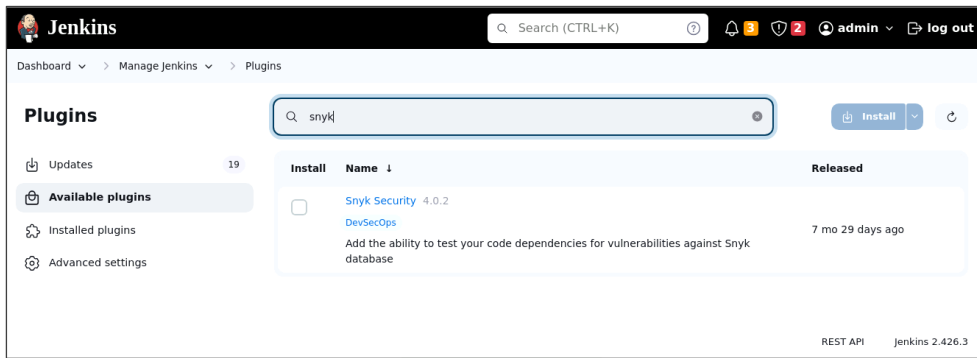 Jenkins
Search (CTRL+K)
3
2
admin
log out
Dashboard
Manage Jenkins
Plugins
Plugins
snyk
Install
Updates
19
Available plugins
Installed plugins
Advanced settings
Install
Name ↓
Released
Snyk Security 4.0.2
DevSecOps
Add the ability to test your code dependencies for vulnerabilities against Snyk
database
7 mo 29 days ago
REST API
Jenkins 2.426.3